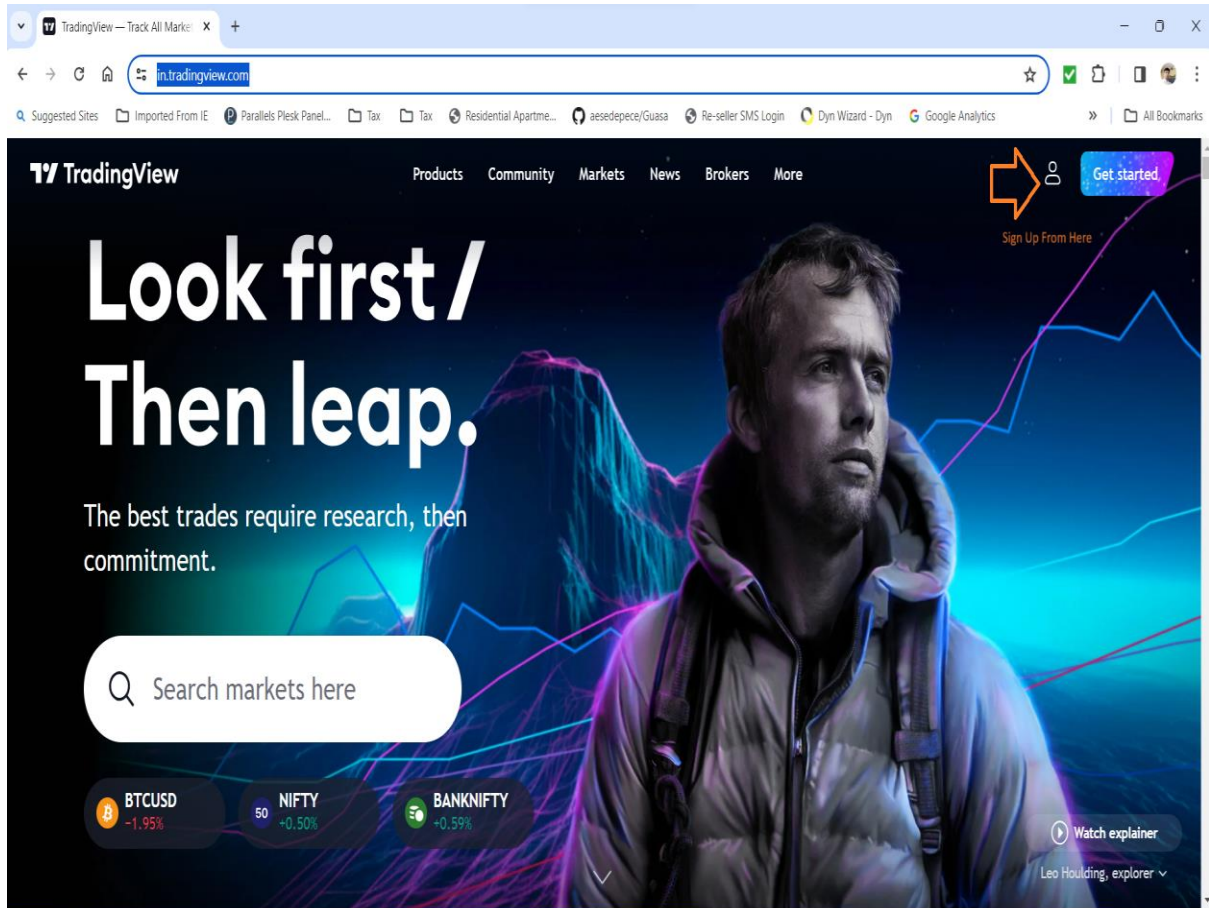 TradingView — Track All Marke
in.tradingview.com
Suggested Sites Imported From IE Parallels Plesk Panel... Tax Tax Residential Apartme... aesedepece/Guasa Re-seller SMS Login Dyn Wizard - Dyn Google Analytics » All Bookmarks
TradingView Products Community Markets News Brokers More Get started
Sign Up From Here
Look first /
Then leap.
The best trades require research, then
commitment.
Search markets here
BTCUSD
−1.95%
50
NIFTY
+0.50%
BANKNIFTY
+0.59%
Watch explainer
Leo Houlding, explorer